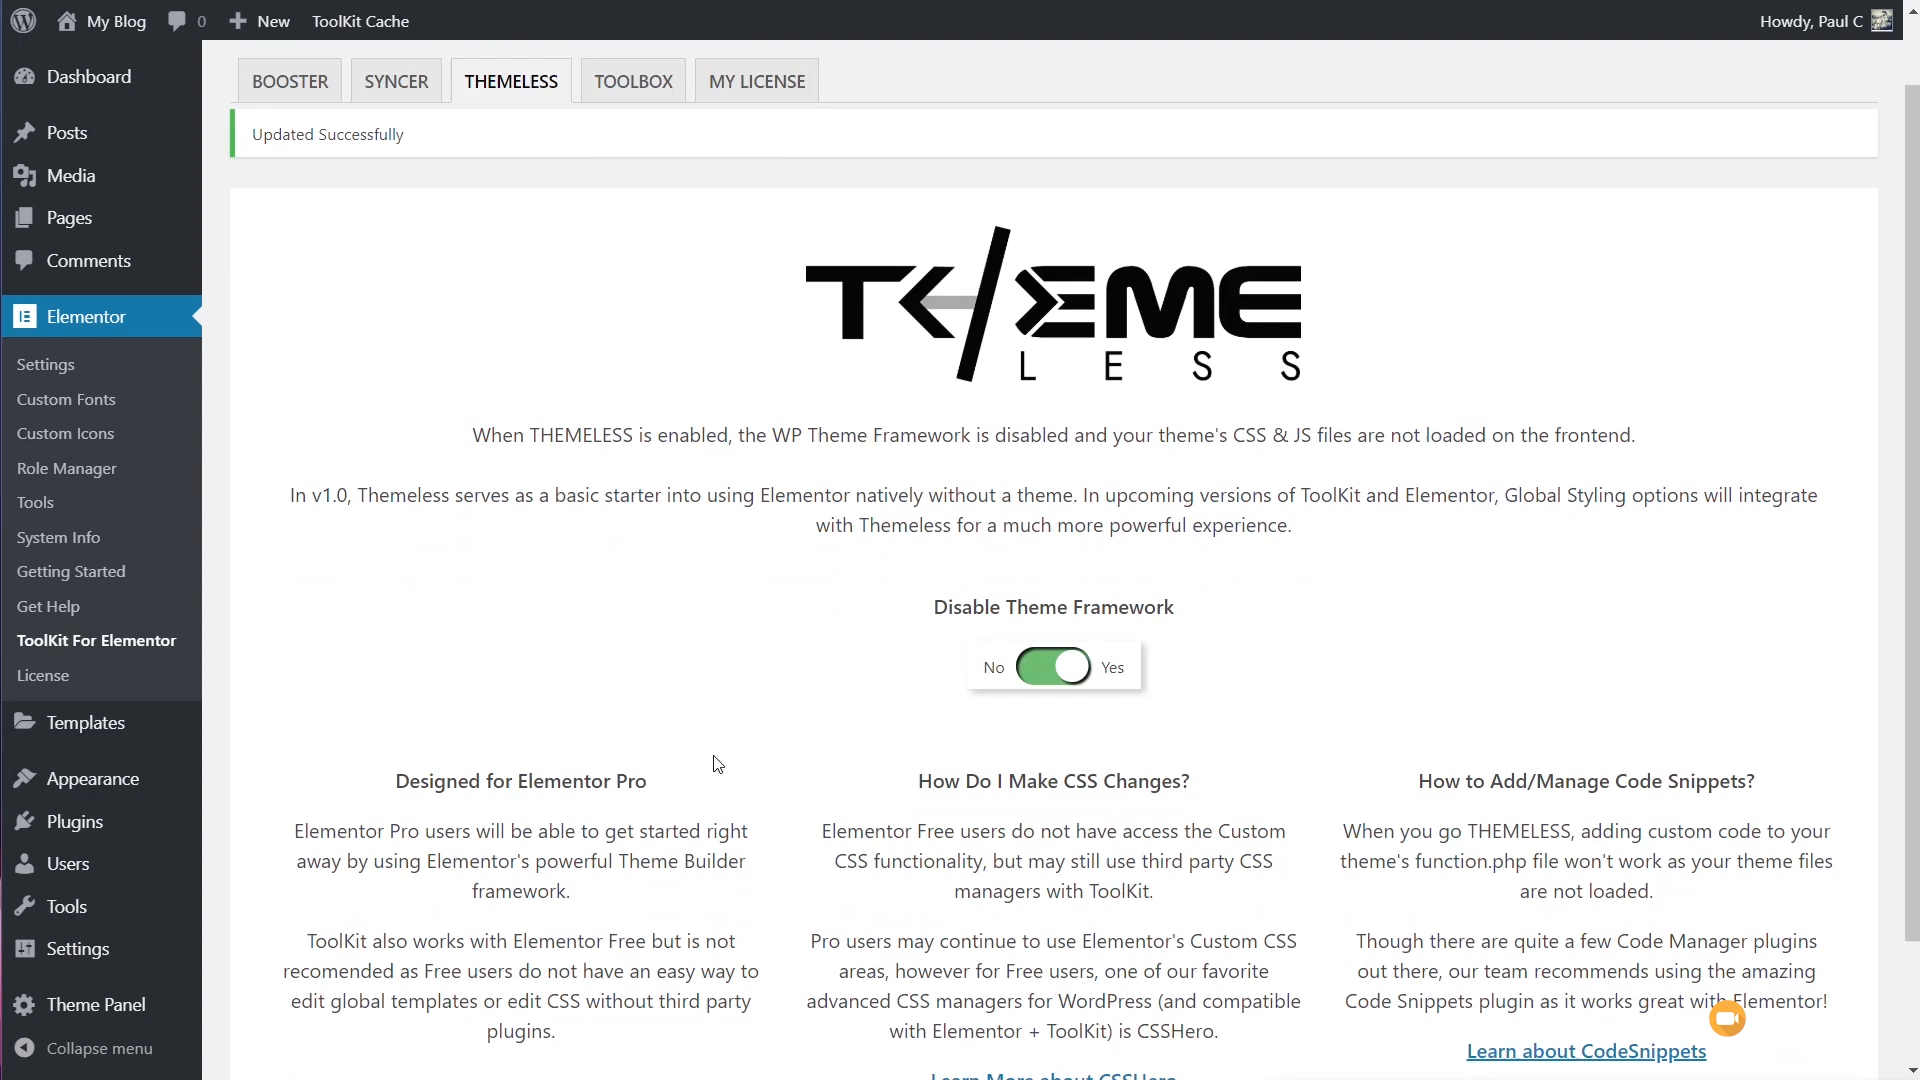 My Blog
0
New
ToolKit Cache
Howdy, Paul C
Dashboard
Posts
Media
Pages
Comments
Elementor
Settings
Custom Fonts
Custom Icons
Role Manager
Tools
System Info
Getting Started
Get Help
ToolKit For Elementor
License
Templates
Appearance
Plugins
Users
Tools
Settings
Theme Panel
Collapse menu
BOOSTER
SYNCER
THEMELESS
TOOLBOX
MY LICENSE
Updated Successfully
THEME
LESS
When THEMELESS is enabled, the WP Theme Framework is disabled and your theme's CSS & JS files are not loaded on the frontend.
In v1.0, Themeless serves as a basic starter into using Elementor natively without a theme. In upcoming versions of ToolKit and Elementor, Global Styling options will integrate
with Themeless for a much more powerful experience.
Disable Theme Framework
No
Yes
Designed for Elementor Pro
Elementor Pro users will be able to get started right
away by using Elementor's powerful Theme Builder
framework.
ToolKit also works with Elementor Free but is not
recomended as Free users do not have an easy way to
edit global templates or edit CSS without third party
plugins.
How Do I Make CSS Changes?
Elementor Free users do not have access the Custom
CSS functionality, but may still use third party CSS
managers with ToolKit.
Pro users may continue to use Elementor's Custom CSS
areas, however for Free users, one of our favorite
advanced CSS managers for WordPress (and compatible
with Elementor + ToolKit) is CSSHero.
Learn More about CSSHero
How to Add/Manage Code Snippets?
When you go THEMELESS, adding custom code to your
theme's function.php file won't work as your theme files
are not loaded.
Though there are quite a few Code Manager plugins
out there, our team recommends using the amazing
Code Snippets plugin as it works great with Elementor!
Learn about CodeSnippets